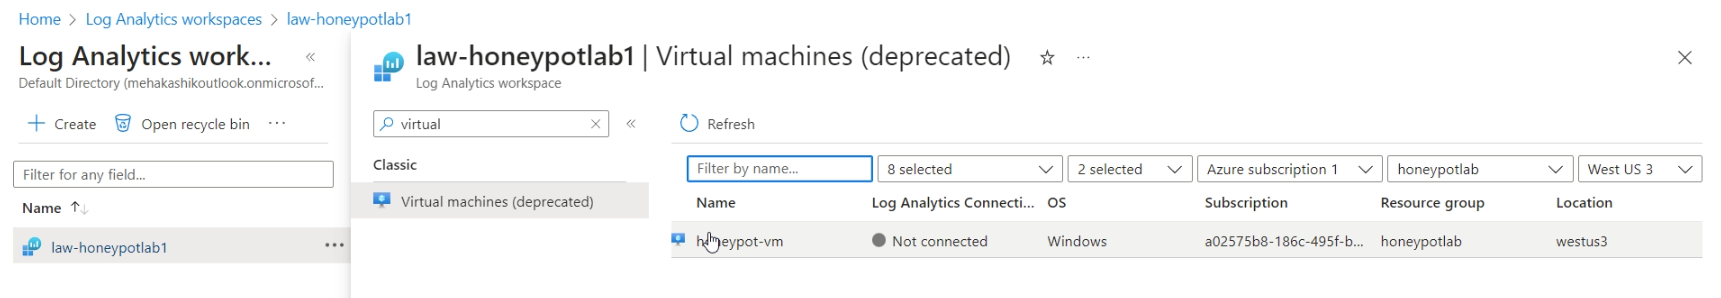 Home > Log Analytics workspaces > law-honeypotlab1
Log Analytics work... «
Default Directory (mehakashikoutlook.onmicrosof...
+ Create Open recycle bin ...
Filter for any field...
Name ↑↓
law-honeypotlab1 ...
law-honeypotlab1 | Virtual machines (deprecated) ☆ ...
Log Analytics workspace
virtual × «
Classic
Virtual machines (deprecated)
Refresh
Filter by name... 8 selected 2 selected Azure subscription 1 honeypotlab West US 3
Name Log Analytics Connecti... OS Subscription Resource group Location
honeypot-vm Not connected Windows a02575b8-186c-495f-b... honeypotlab westus3